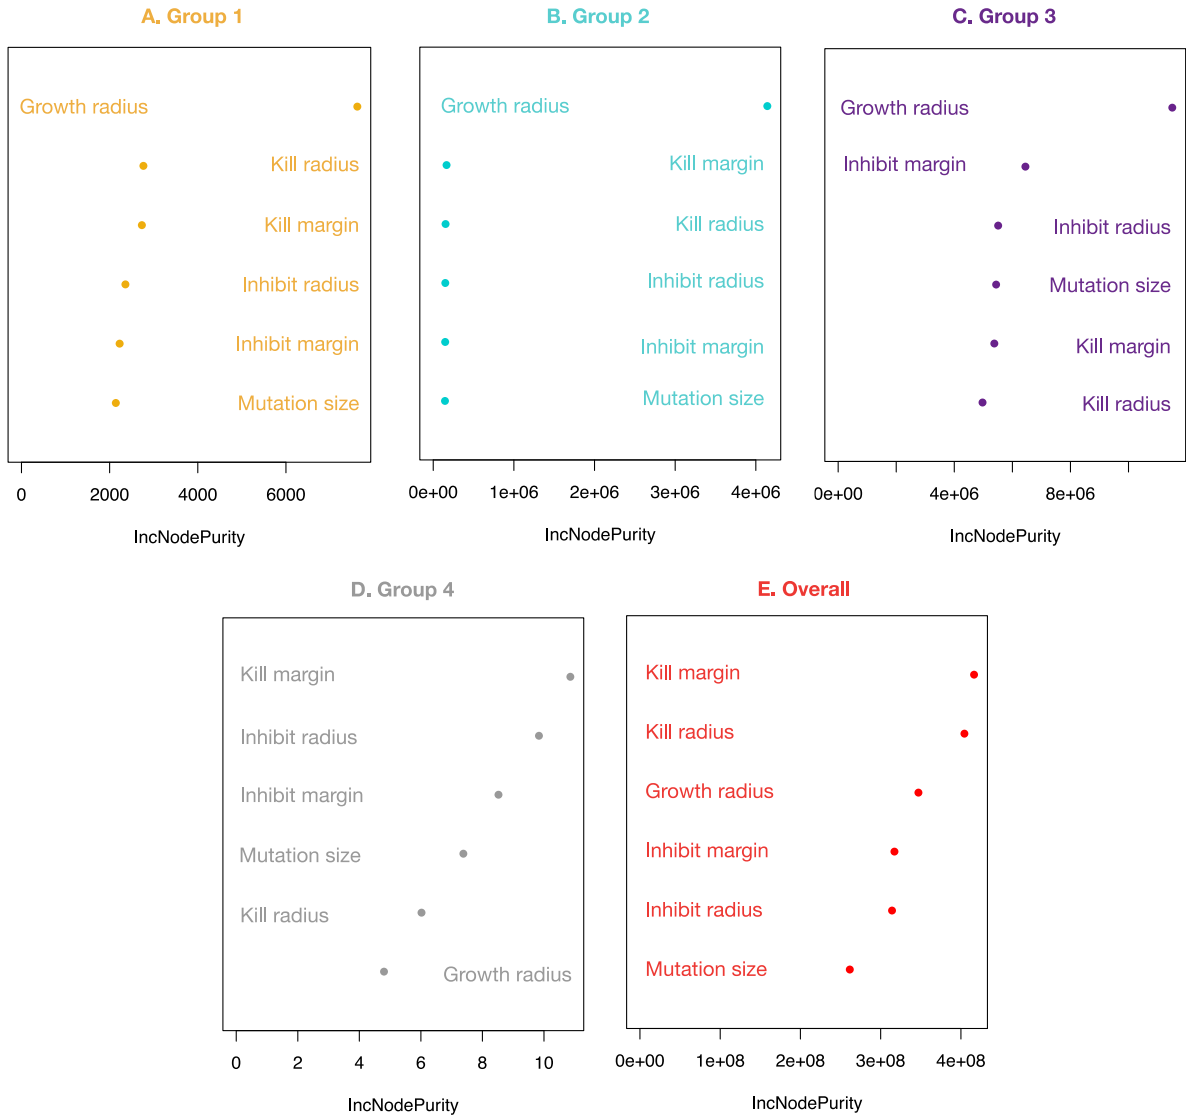 A. Group 1
Growth radius
Kill radius
Kill margin
Inhibit radius
Inhibit margin
Mutation size
0 2000 4000 6000
IncNodePurity
B. Group 2
Growth radius
Kill margin
Kill radius
Inhibit radius
Inhibit margin
Mutation size
0e+00 1e+06 2e+06 3e+06 4e+06
IncNodePurity
C. Group 3
Growth radius
Inhibit margin
Inhibit radius
Mutation size
Kill margin
Kill radius
0e+00 4e+06 8e+06
IncNodePurity
D. Group 4
Kill margin
Inhibit radius
Inhibit margin
Mutation size
Kill radius
Growth radius
0 2 4 6 8 10
IncNodePurity
E. Overall
Kill margin
Kill radius
Growth radius
Inhibit margin
Inhibit radius
Mutation size
0e+00 1e+08 2e+08 3e+08 4e+08
IncNodePurity